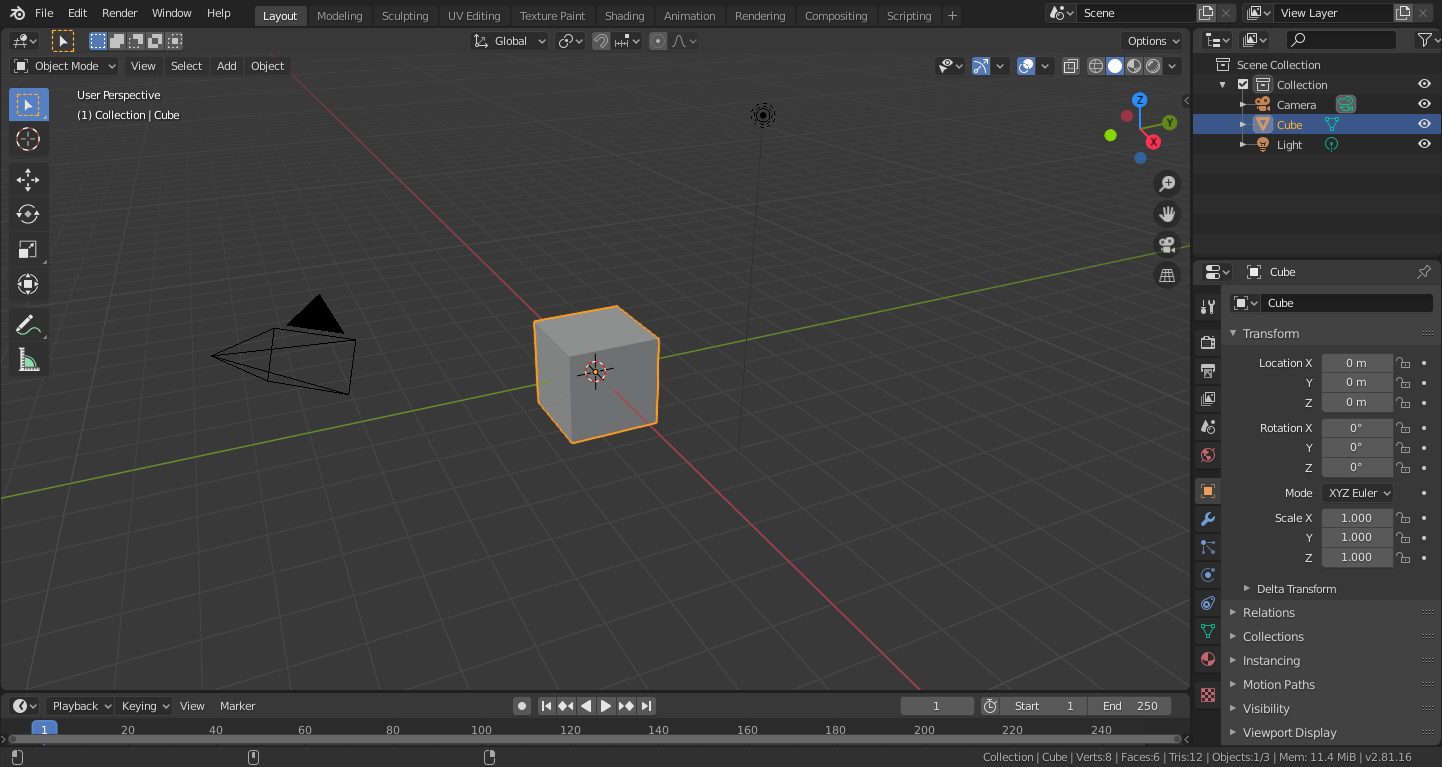 File Edit Render Window Help Layout Modeling Sculpting UV Editing Texture Paint Shading Animation Rendering Compositing Scripting + Scene View Layer
Global Options
Object Mode View Select Add Object
User Perspective
(1) Collection | Cube
Z
Y
X
Scene Collection
Collection
Camera
Cube
Light
Cube
Cube
Transform
Location X 0 m
Y 0 m
Z 0 m
Rotation X 0°
Y 0°
Z 0°
Mode XYZ Euler
Scale X 1.000
Y 1.000
Z 1.000
Delta Transform
Relations
Collections
Instancing
Motion Paths
Visibility
Viewport Display
Playback Keying View Marker 1 Start 1 End 250
1 20 40 60 80 100 120 140 160 180 200 220 240
Collection | Cube | Verts:8 | Faces:6 | Tris:12 | Objects:1/3 | Mem: 11.4 MiB | v2.81.16